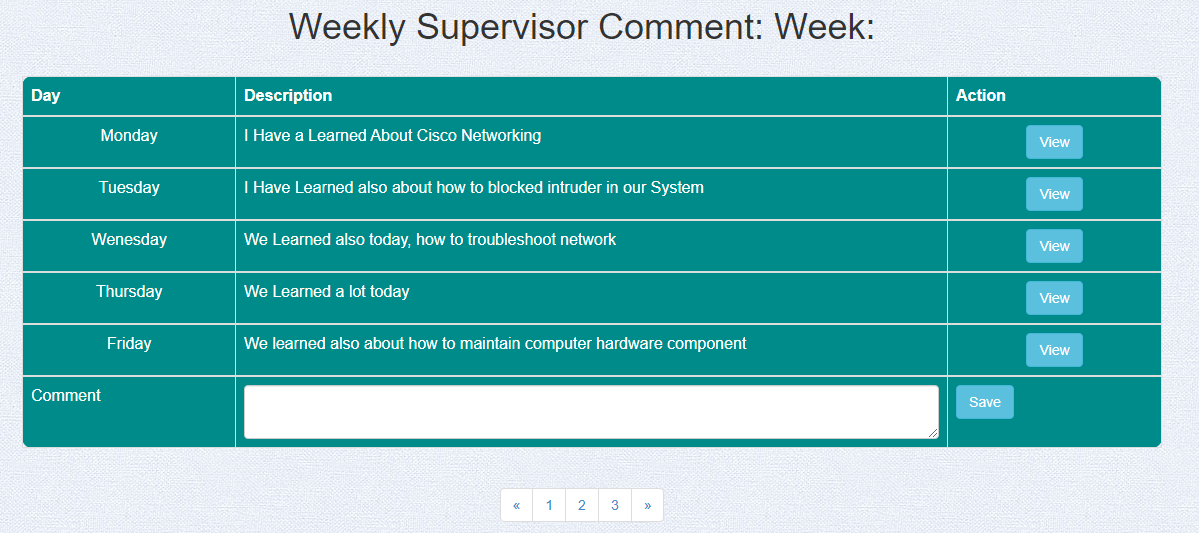 Weekly Supervisor Comment: Week:
Day Description Action
Monday I Have a Learned About Cisco Networking View
Tuesday I Have Learned also about how to blocked intruder in our System View
Wenesday We Learned also today, how to troubleshoot network View
Thursday We Learned a lot today View
Friday We learned also about how to maintain computer hardware component View
Comment Save
« 1 2 3 »